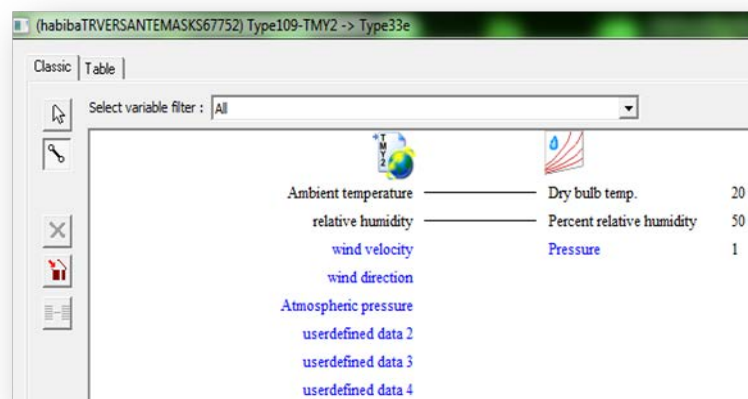 (habibaTRVERSANTEMASKS67752) Type109-TMY2 -> Type33e
Classic Table
Select variable filter : All
TMY2
Ambient temperature Dry bulb temp. 20
relative humidity Percent relative humidity 50
wind velocity Pressure 1
wind direction
Atmospheric pressure
userdefined data 2
userdefined data 3
userdefined data 4